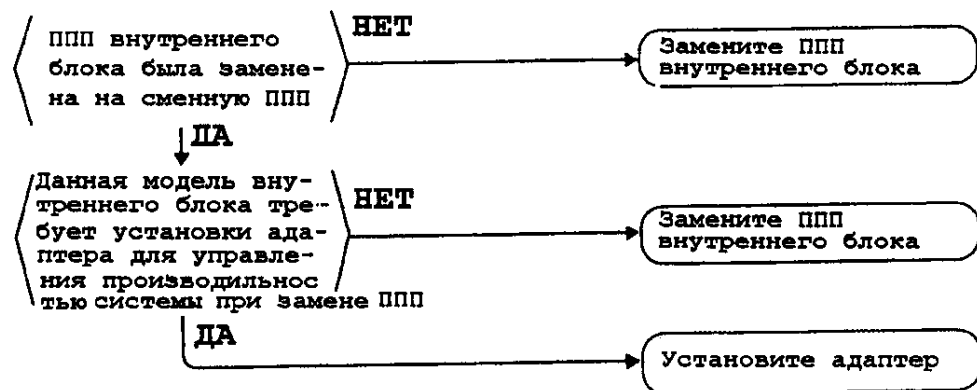 ППП внутреннего
блока была замене-
на на сменную ППП
НЕТ
Замените ППП
внутреннего блока
ДА
Данная модель вну-
треннего блока тре-
бует установки ада-
птера для управле-
ния производильнос
тью системы при замене ППП
НЕТ
Замените ППП
внутреннего блока
ДА
Установите адаптер